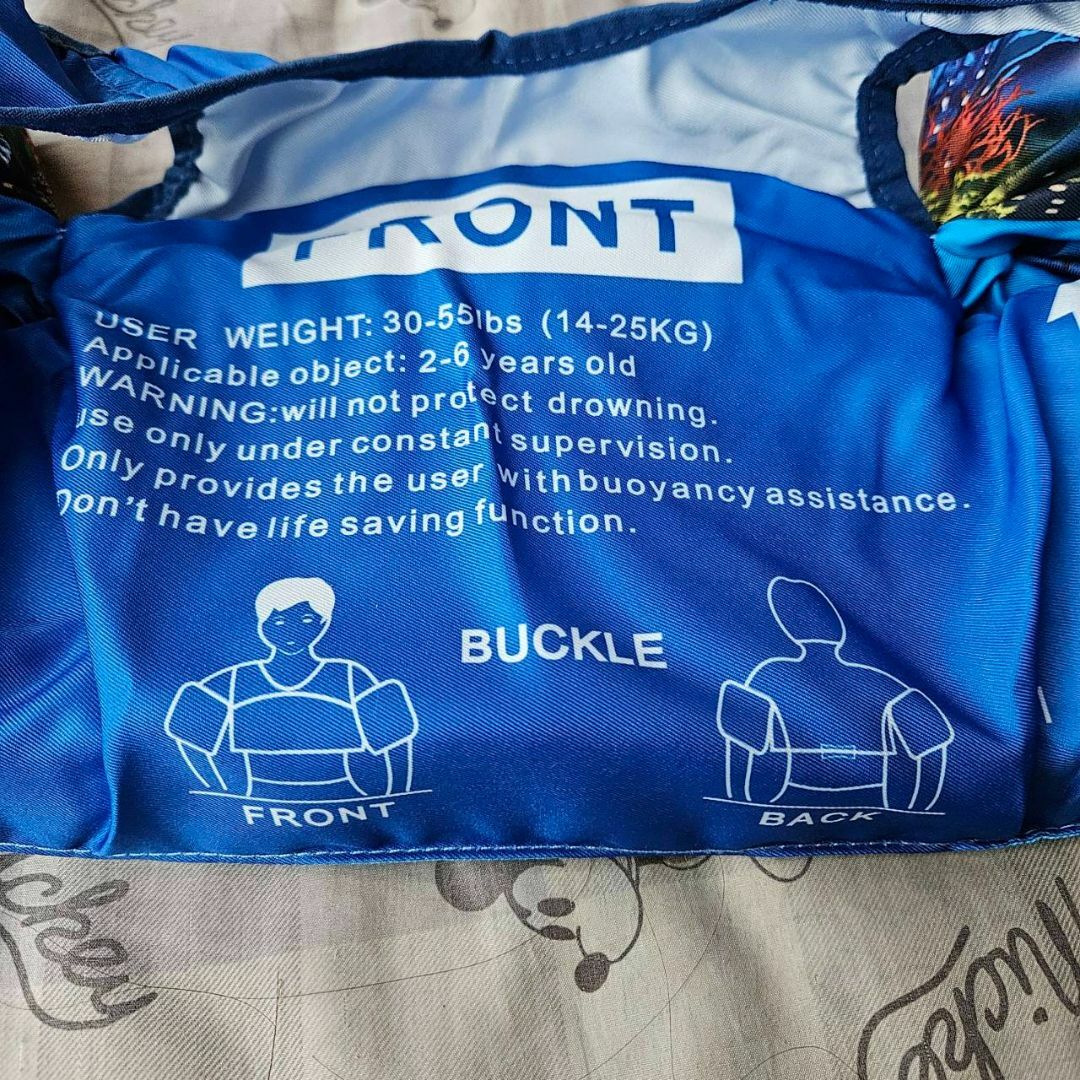 FRONT
USER WEIGHT: 30-55lbs (14-25KG)
Applicable object: 2-6 years old
WARNING:will not protect drowning.
use only under constant supervision.
Only provides the user with buoyancy assistance.
Don't have life saving function.
BUCKLE
FRONT
BACK
Mickey